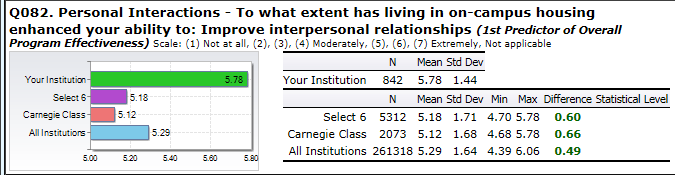 Q082. Personal Interactions - To what extent has living in on-campus housing
enhanced your ability to: Improve interpersonal relationships (1st Predictor of Overall
Program Effectiveness) Scale: (1) Not at all, (2), (3), (4) Moderately, (5), (6), (7) Extremely, Not applicable
Your Institution 5.78
Select 6 5.18
Carnegie Class 5.12
All Institutions 5.29
5.00 5.20 5.40 5.60 5.80
N Mean Std Dev
Your Institution 842 5.78 1.44
N Mean Std Dev Min Max Difference Statistical Level
Select 6 5312 5.18 1.71 4.70 5.78 0.60
Carnegie Class 2073 5.12 1.68 4.68 5.78 0.66
All Institutions 261318 5.29 1.64 4.39 6.06 0.49